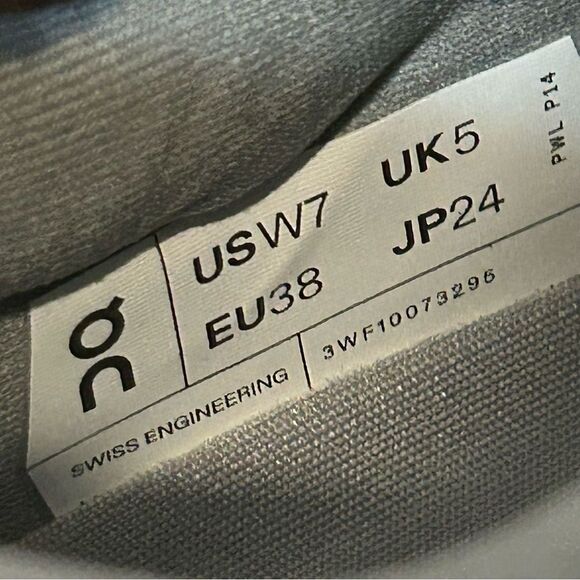 USW7 UK5
EU38 JP24
PWL P14
on
SWISS ENGINEERING
3WF10073296